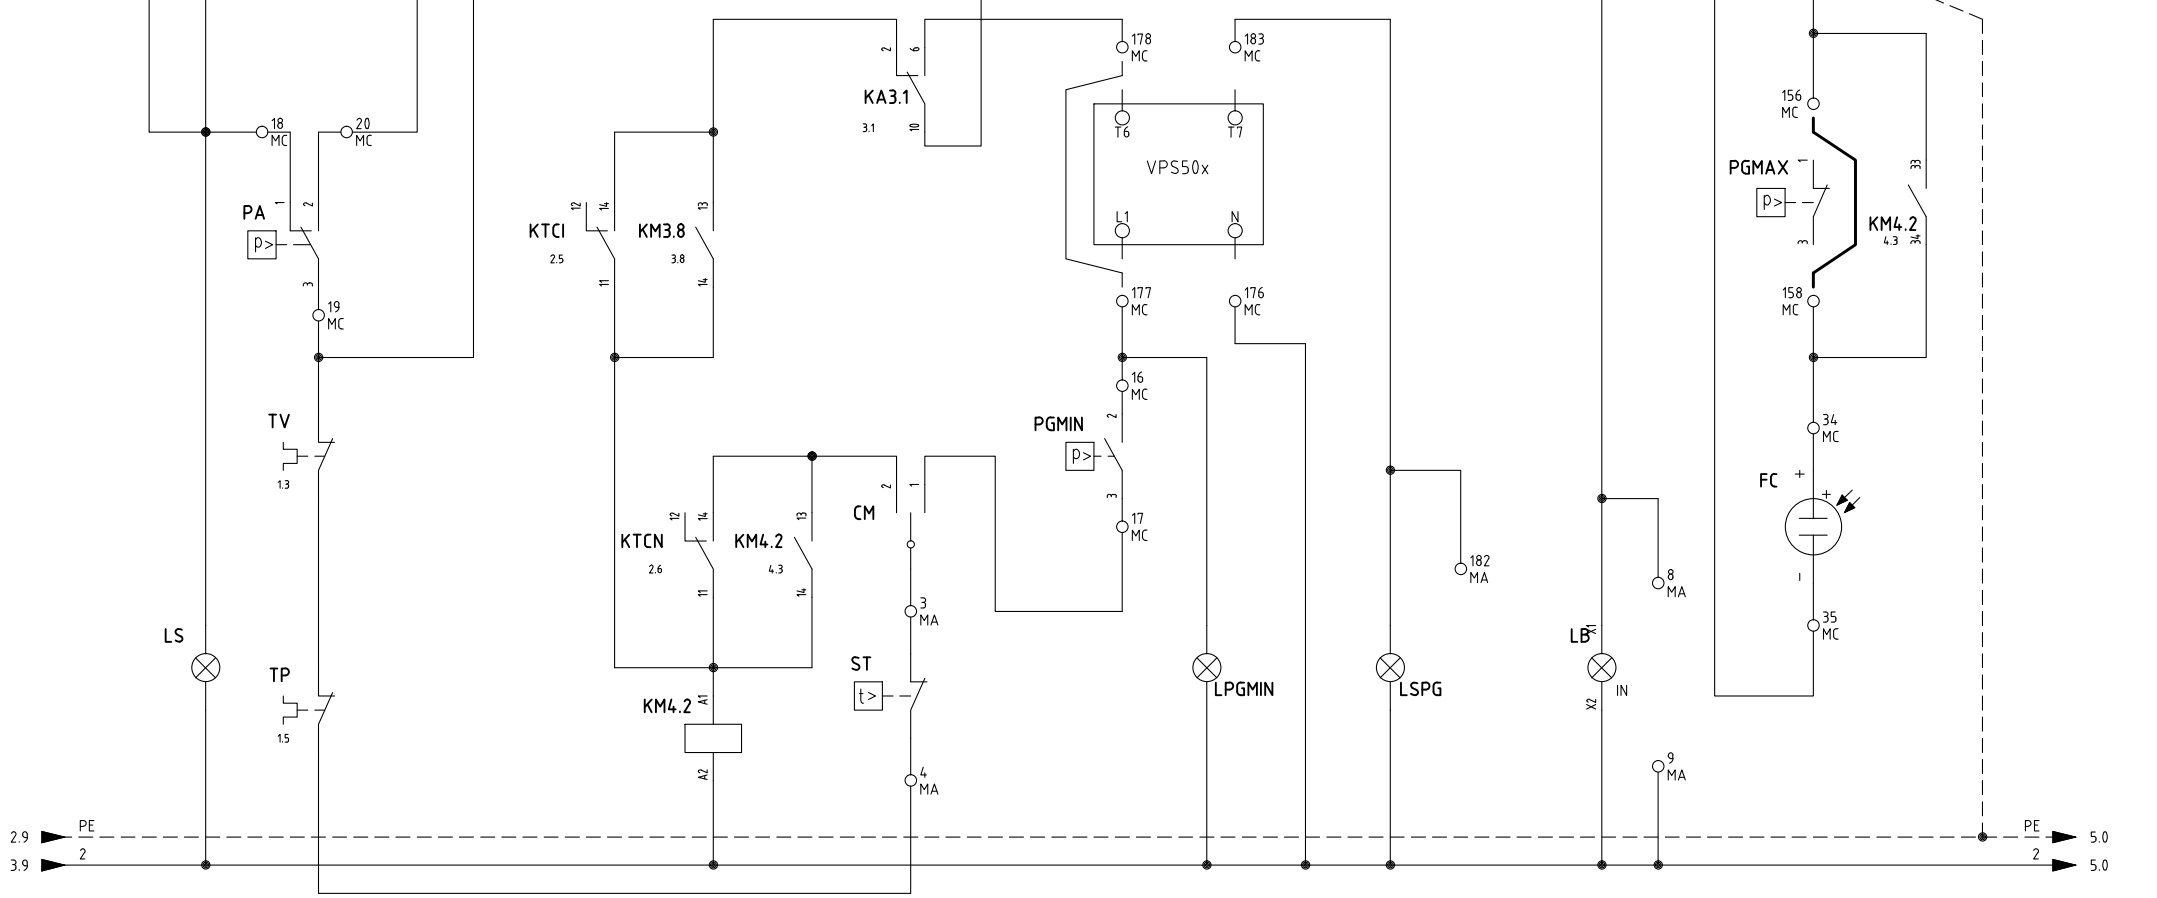 178
MC
183
MC
2
6
KA3.1
3.1
10
T6
T7
VPS50x
L1
N
18
MC
20
MC
156
MC
1
33
PGMAX
p>
KM4.2
4.3
34
3
1
2
PA
p>
3
19
MC
12
14
KTCI
2.5
11
13
KM3.8
3.8
14
177
MC
176
MC
158
MC
16
MC
2
PGMIN
p>
3
17
MC
34
MC
TV
1.3
2
1
CM
12
14
KTCN
2.6
11
13
KM4.2
4.3
14
FC
+
+
-
182
MA
8
MA
3
MA
35
MC
LS
TP
1.5
ST
t>
KM4.2
A1
A2
LPGMIN
LSPG
LB
X1
IN
X2
4
MA
9
MA
2.9
PE
PE
5.0
3.9
2
2
5.0